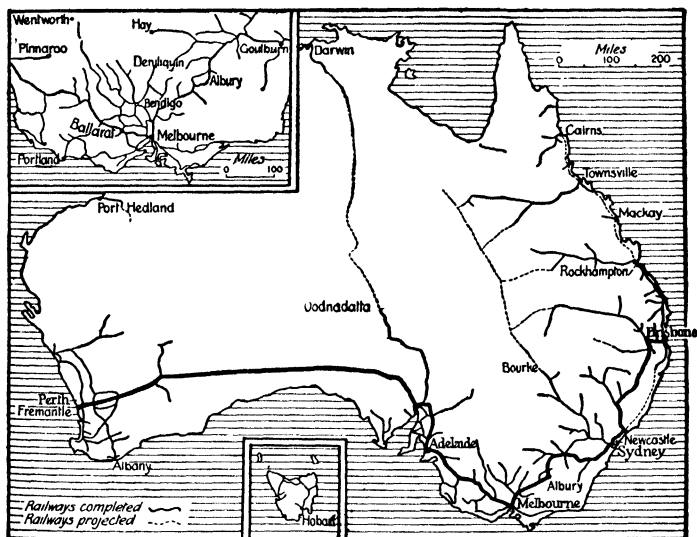 Wentworth
Pinnaroo
Hay
Goulburn
Deniliquin
Albury
Bendigo
Ballarat
Melbourne
Portland
Miles
0 100
Darwin
Miles
0 100 200
Cairns
Townsville
Mackay
Port Hedland
Rockhampton
Oodnadatta
Brisbane
Bourke
Perth
Fremantle
Newcastle
Sydney
Adelaide
Albany
Albury
Melbourne
Hobart
Railways completed
Railways projected